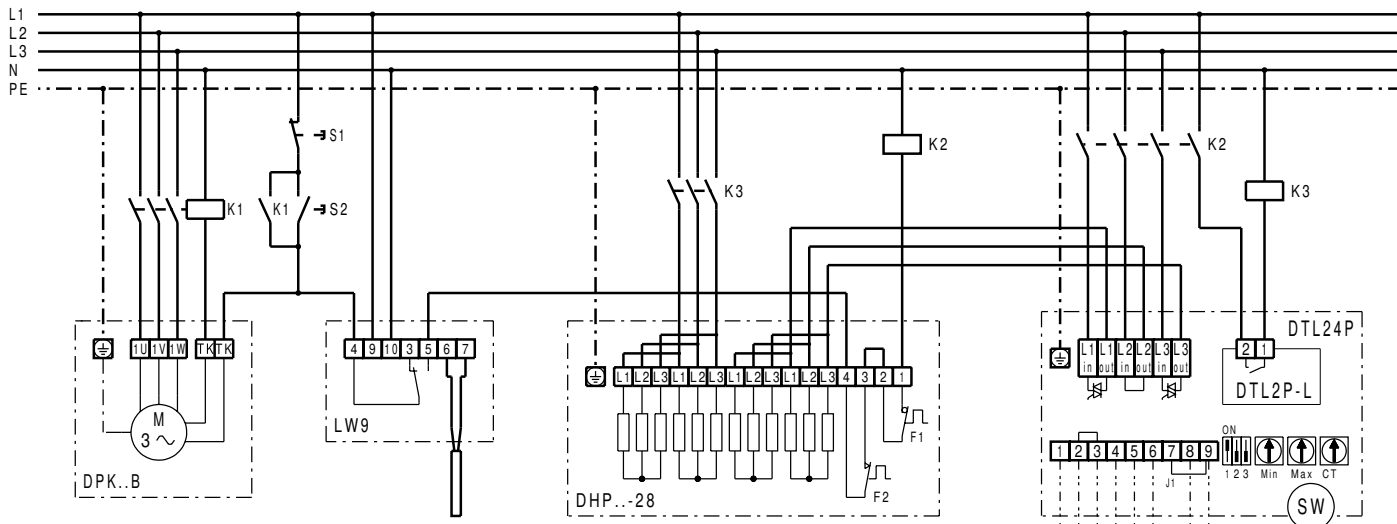 L1
L2
L3
N
PE
S1
K2
K2
K3
K1
K1
S2
K3
DTL24P
1U 1V 1W TK TK
4 9 10 3 5 6 7
L1 L2 L3 L1 L2 L3 L1 L2 L3 L1 L2 L3 4 3 2 1
L1 in L1 out L2 in L2 out L3 in L3 out
2 1
DTL2P-L
M
3 ~
LW9
F1
ON
1 2 3 4 5 6 7 8 9
1 2 3
Min
Max
CT
J1
DPK..B
DHP..-28
F2
SW